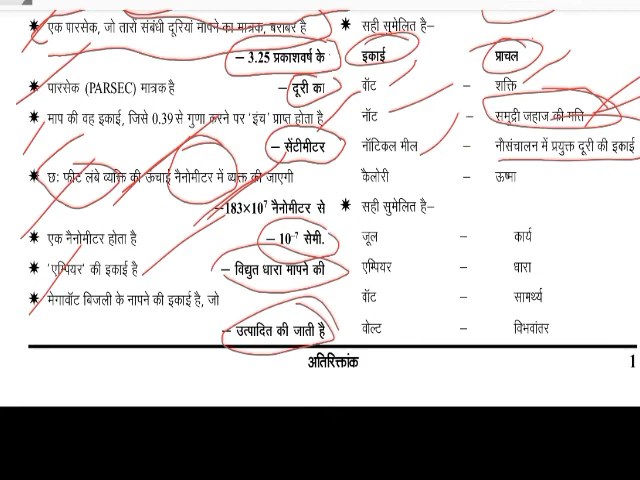 ✷ एक पारसेक, जो तारों संबंधी दूरियां मापने का मात्रक, बराबर है
– 3.25 प्रकाशवर्ष के
✷ पारसेक (PARSEC) मात्रक है
– दूरी का
✷ माप की वह इकाई, जिसे 0.39 से गुणा करने पर 'इंच' प्राप्त होता है
– सेंटीमीटर
✷ छ: फीट लंबे व्यक्ति की ऊंचाई नैनोमीटर में व्यक्त की जाएगी
–183×10⁷ नैनोमीटर से
✷ एक नैनोमीटर होता है
– 10⁻⁷ सेमी.
✷ 'एम्पियर' की इकाई है
– विद्युत धारा मापने की
✷ मेगावॉट बिजली के नापने की इकाई है, जो
– उत्पादित की जाती है
✷ सही सुमेलित है–
इकाई प्राचल
वॉट – शक्ति
नॉट – समुद्री जहाज की गति
नॉटिकल मील – नौसंचालन में प्रयुक्त दूरी की इकाई
कैलोरी – ऊष्मा
✷ सही सुमेलित है–
जूल – कार्य
एम्पियर – धारा
वॉट – सामर्थ्य
वोल्ट – विभवांतर
अतिरिक्तांक 1